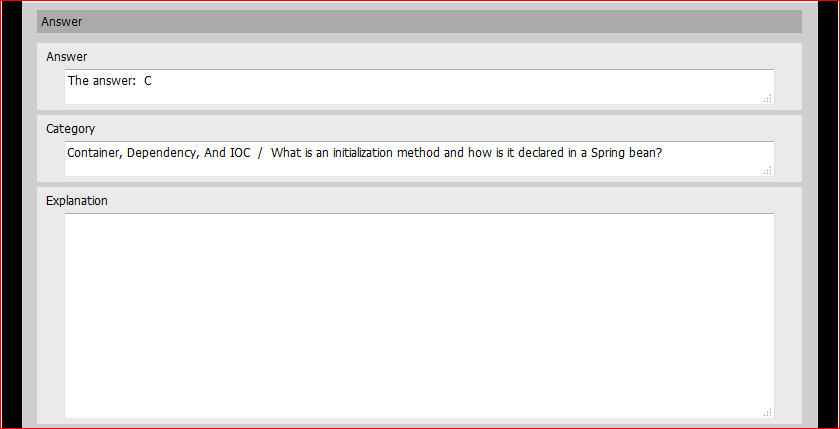 Answer
Answer
The answer:  C
Category
Container, Dependency, And IOC  /  What is an initialization method and how is it declared in a Spring bean?
Explanation